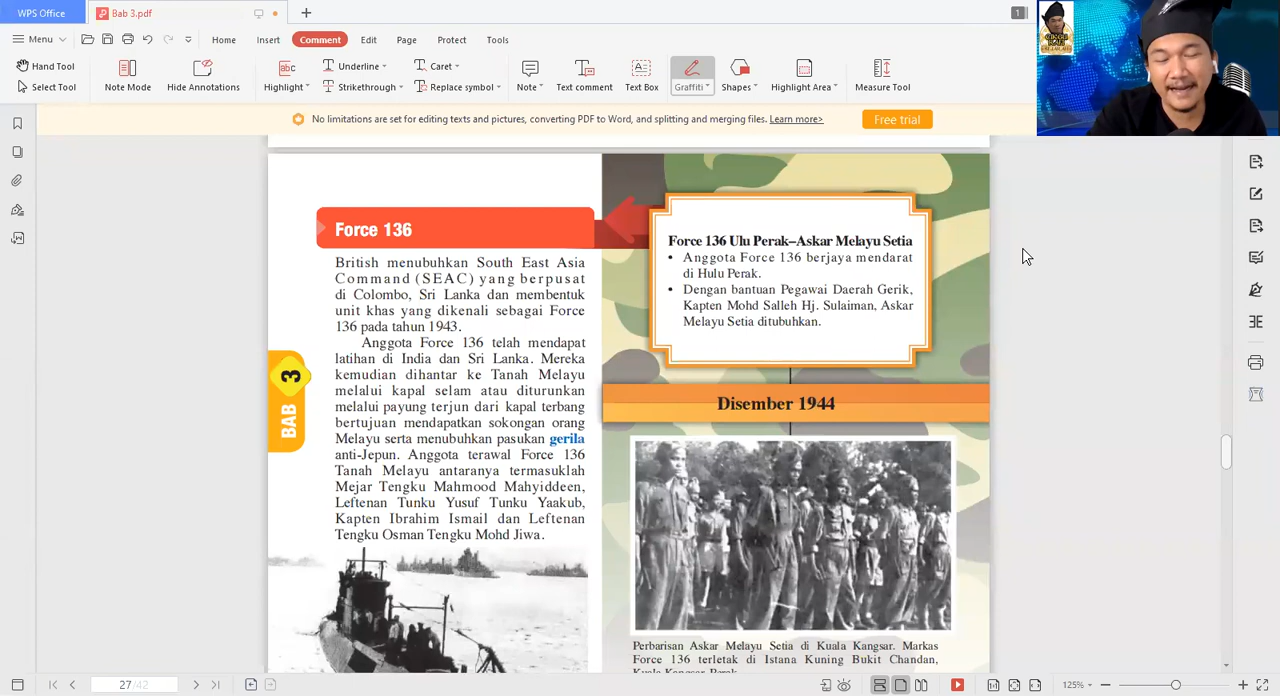 WPS Office
Bab 3.pdf
1
Menu
Home
Insert
Comment
Edit
Page
Protect
Tools
Hand Tool
Select Tool
Note Mode
Hide Annotations
Highlight
Underline
Strikethrough
Caret
Replace symbol
Note
Text comment
Text Box
Graffiti
Shapes
Highlight Area
Measure Tool
No limitations are set for editing texts and pictures, converting PDF to Word, and splitting and merging files. Learn more>
Free trial
Force 136
British menubuhkan South East Asia
Command (SEAC) yang berpusat
di Colombo, Sri Lanka dan membentuk
unit khas yang dikenali sebagai Force
136 pada tahun 1943.
Anggota Force 136 telah mendapat
latihan di India dan Sri Lanka. Mereka
kemudian dihantar ke Tanah Melayu
melalui kapal selam atau diturunkan
melalui payung terjun dari kapal terbang
bertujuan mendapatkan sokongan orang
Melayu serta menubuhkan pasukan gerila
anti-Jepun. Anggota terawal Force 136
Tanah Melayu antaranya termasuklah
Mejar Tengku Mahmood Mahyiddeen,
Leftenan Tunku Yusuf Tunku Yaakub,
Kapten Ibrahim Ismail dan Leftenan
Tengku Osman Tengku Mohd Jiwa.
BAB 3
Force 136 Ulu Perak–Askar Melayu Setia
• Anggota Force 136 berjaya mendarat
di Hulu Perak.
• Dengan bantuan Pegawai Daerah Gerik,
Kapten Mohd Salleh Hj. Sulaiman, Askar
Melayu Setia ditubuhkan.
Disember 1944
Perbarisan Askar Melayu Setia di Kuala Kangsar. Markas
Force 136 terletak di Istana Kuning Bukit Chandan,
Kuala Kangsar, Perak.
27/42
125%